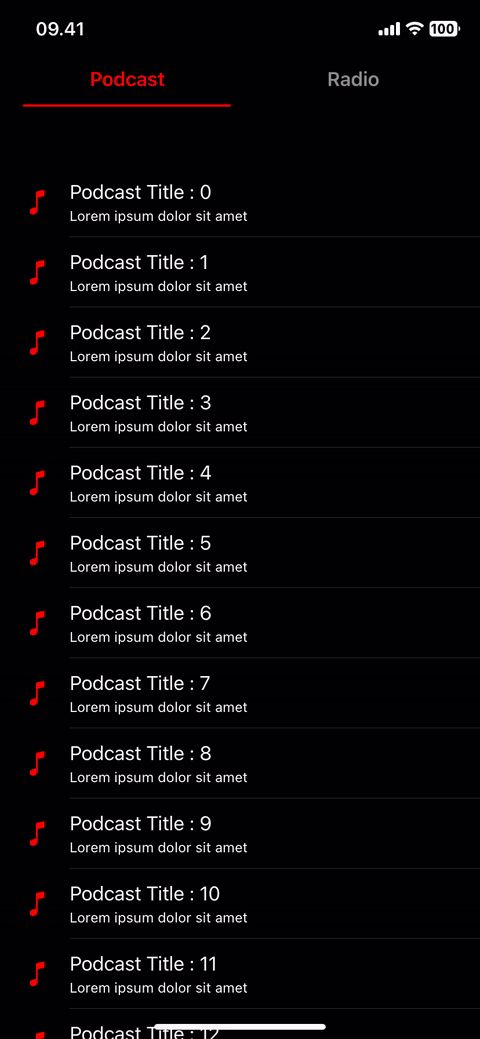 09.41
100
Podcast
Radio
Podcast Title : 0
Lorem ipsum dolor sit amet
Podcast Title : 1
Lorem ipsum dolor sit amet
Podcast Title : 2
Lorem ipsum dolor sit amet
Podcast Title : 3
Lorem ipsum dolor sit amet
Podcast Title : 4
Lorem ipsum dolor sit amet
Podcast Title : 5
Lorem ipsum dolor sit amet
Podcast Title : 6
Lorem ipsum dolor sit amet
Podcast Title : 7
Lorem ipsum dolor sit amet
Podcast Title : 8
Lorem ipsum dolor sit amet
Podcast Title : 9
Lorem ipsum dolor sit amet
Podcast Title : 10
Lorem ipsum dolor sit amet
Podcast Title : 11
Lorem ipsum dolor sit amet
Podcast Title : 12